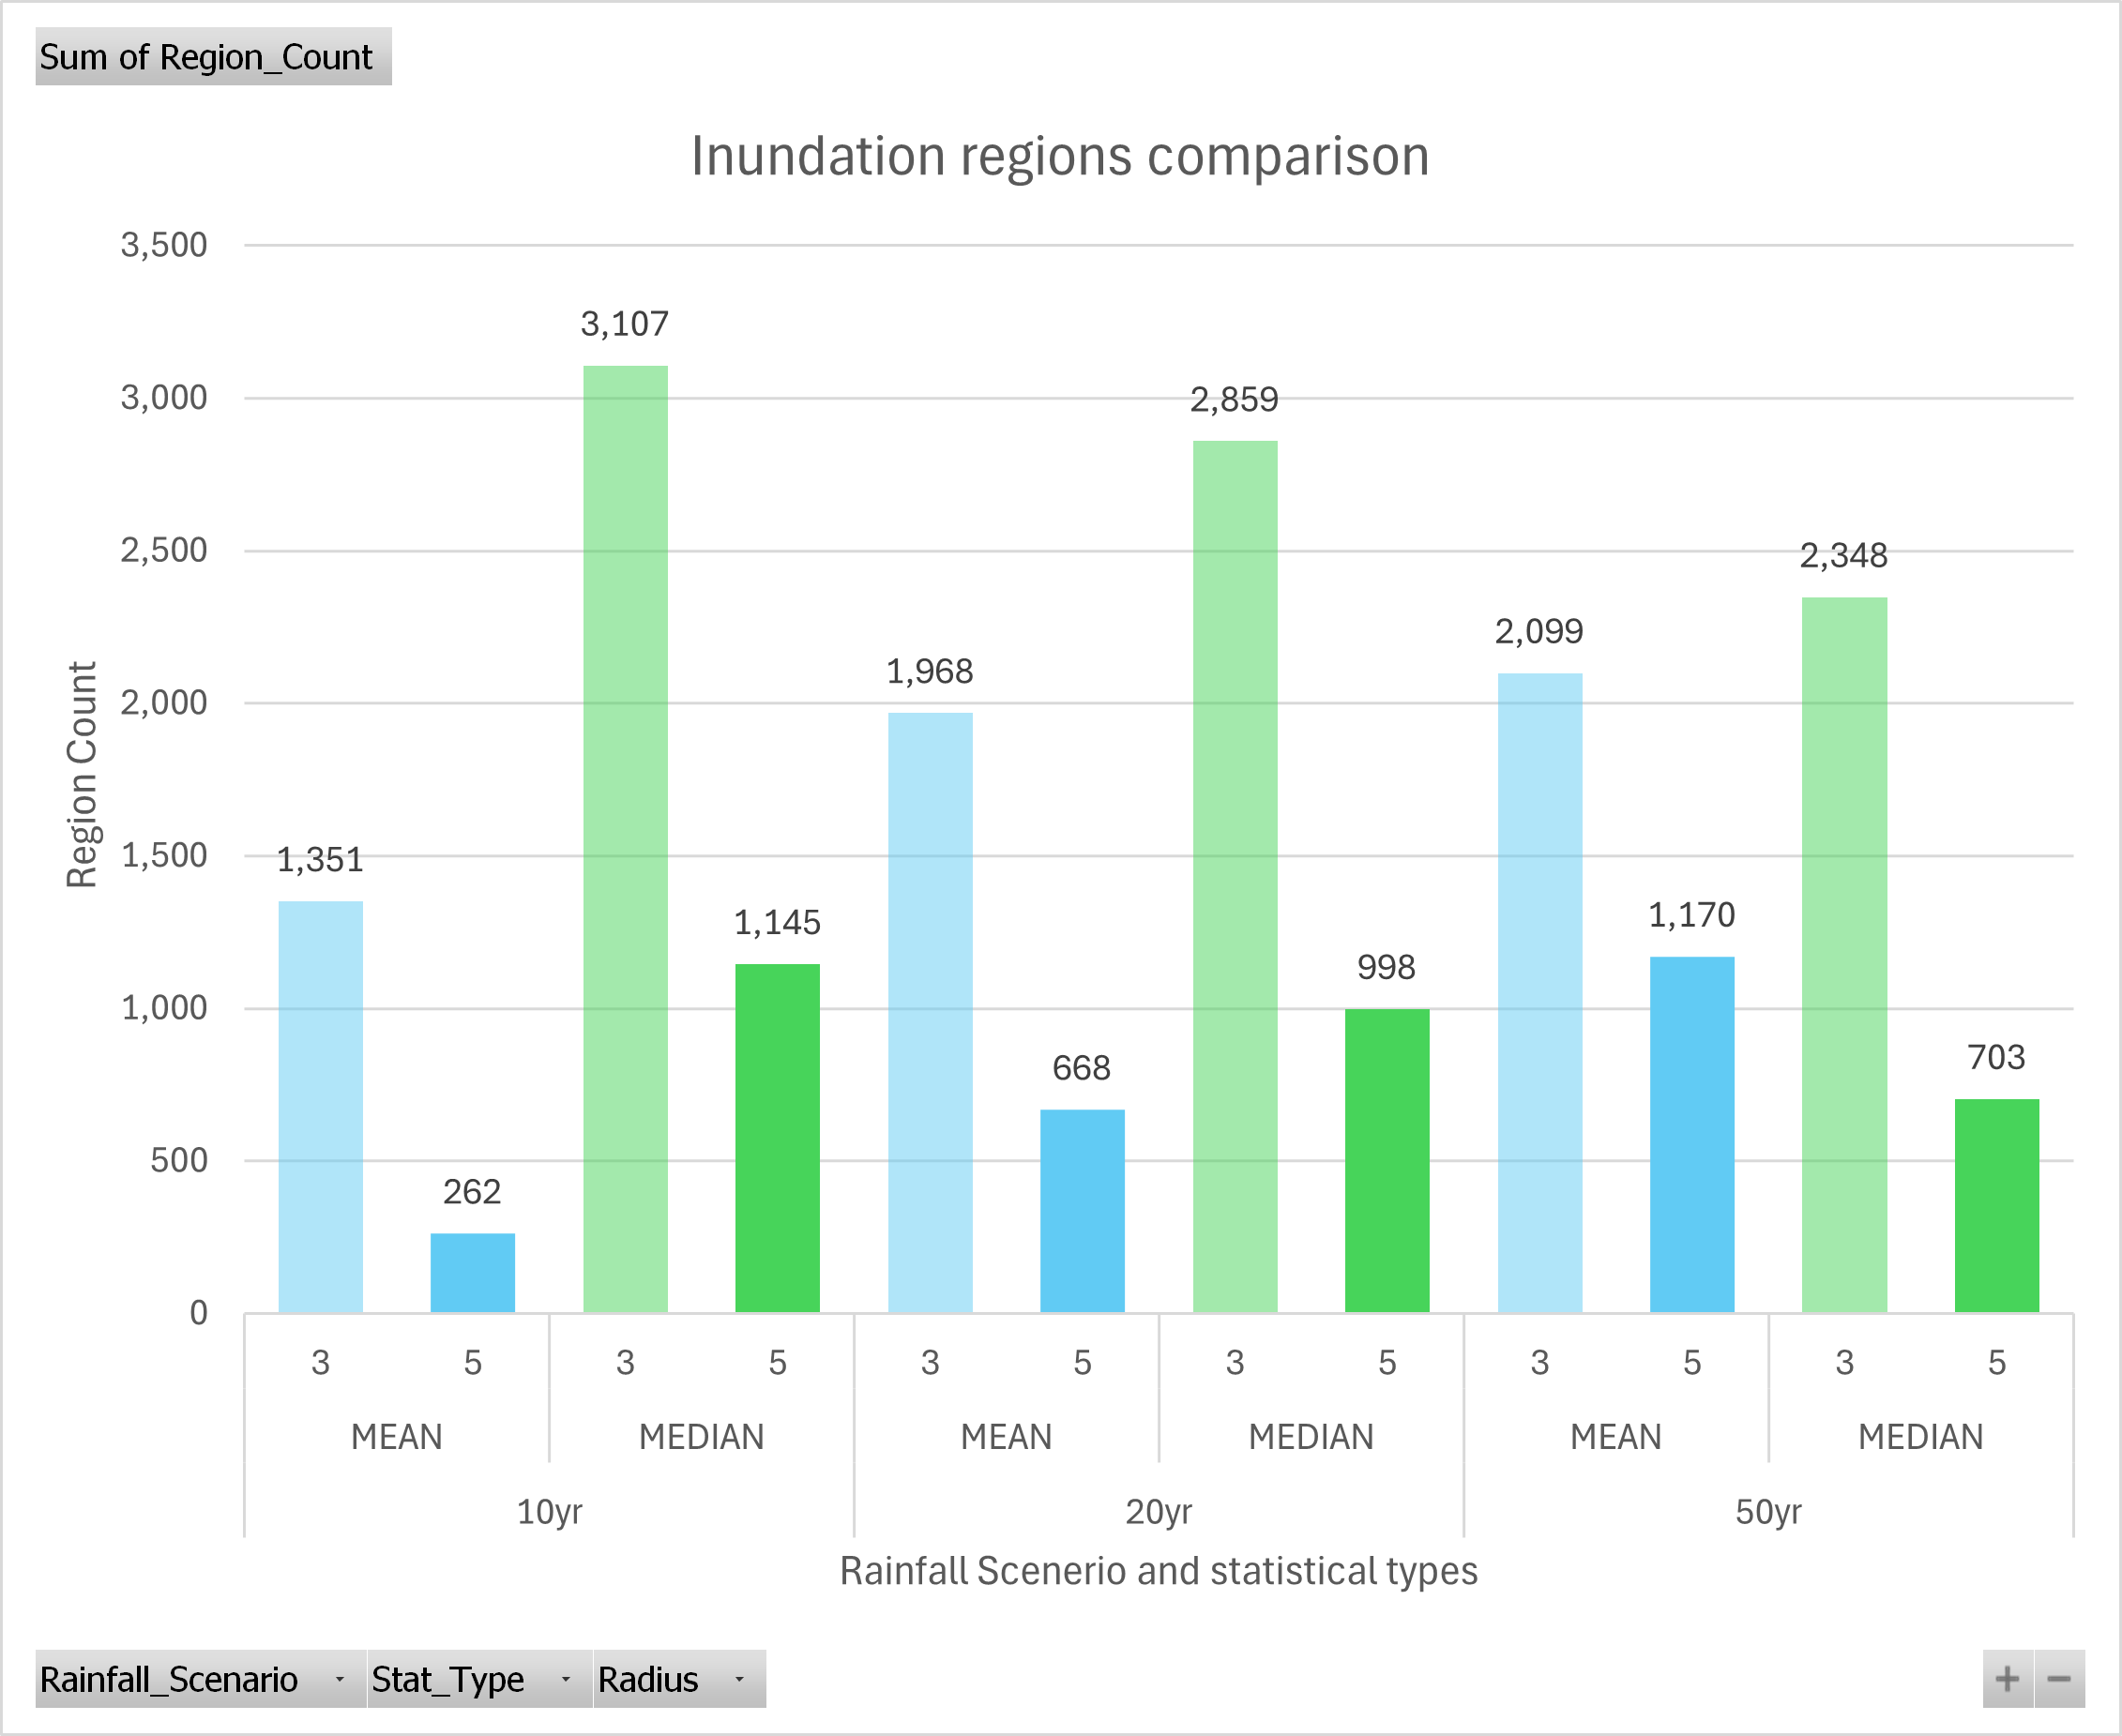 Sum of Region_Count
Inundation regions comparison
3,500
3,000
2,500
2,000
1,500
1,000
500
0
Region Count
1,351
262
3,107
1,145
1,968
668
2,859
998
2,099
1,170
2,348
703
3 5 3 5 3 5 3 5 3 5 3 5
MEAN MEDIAN MEAN MEDIAN MEAN MEDIAN
10yr 20yr 50yr
Rainfall Scenerio and statistical types
Rainfall_Scenario Stat_Type Radius + −